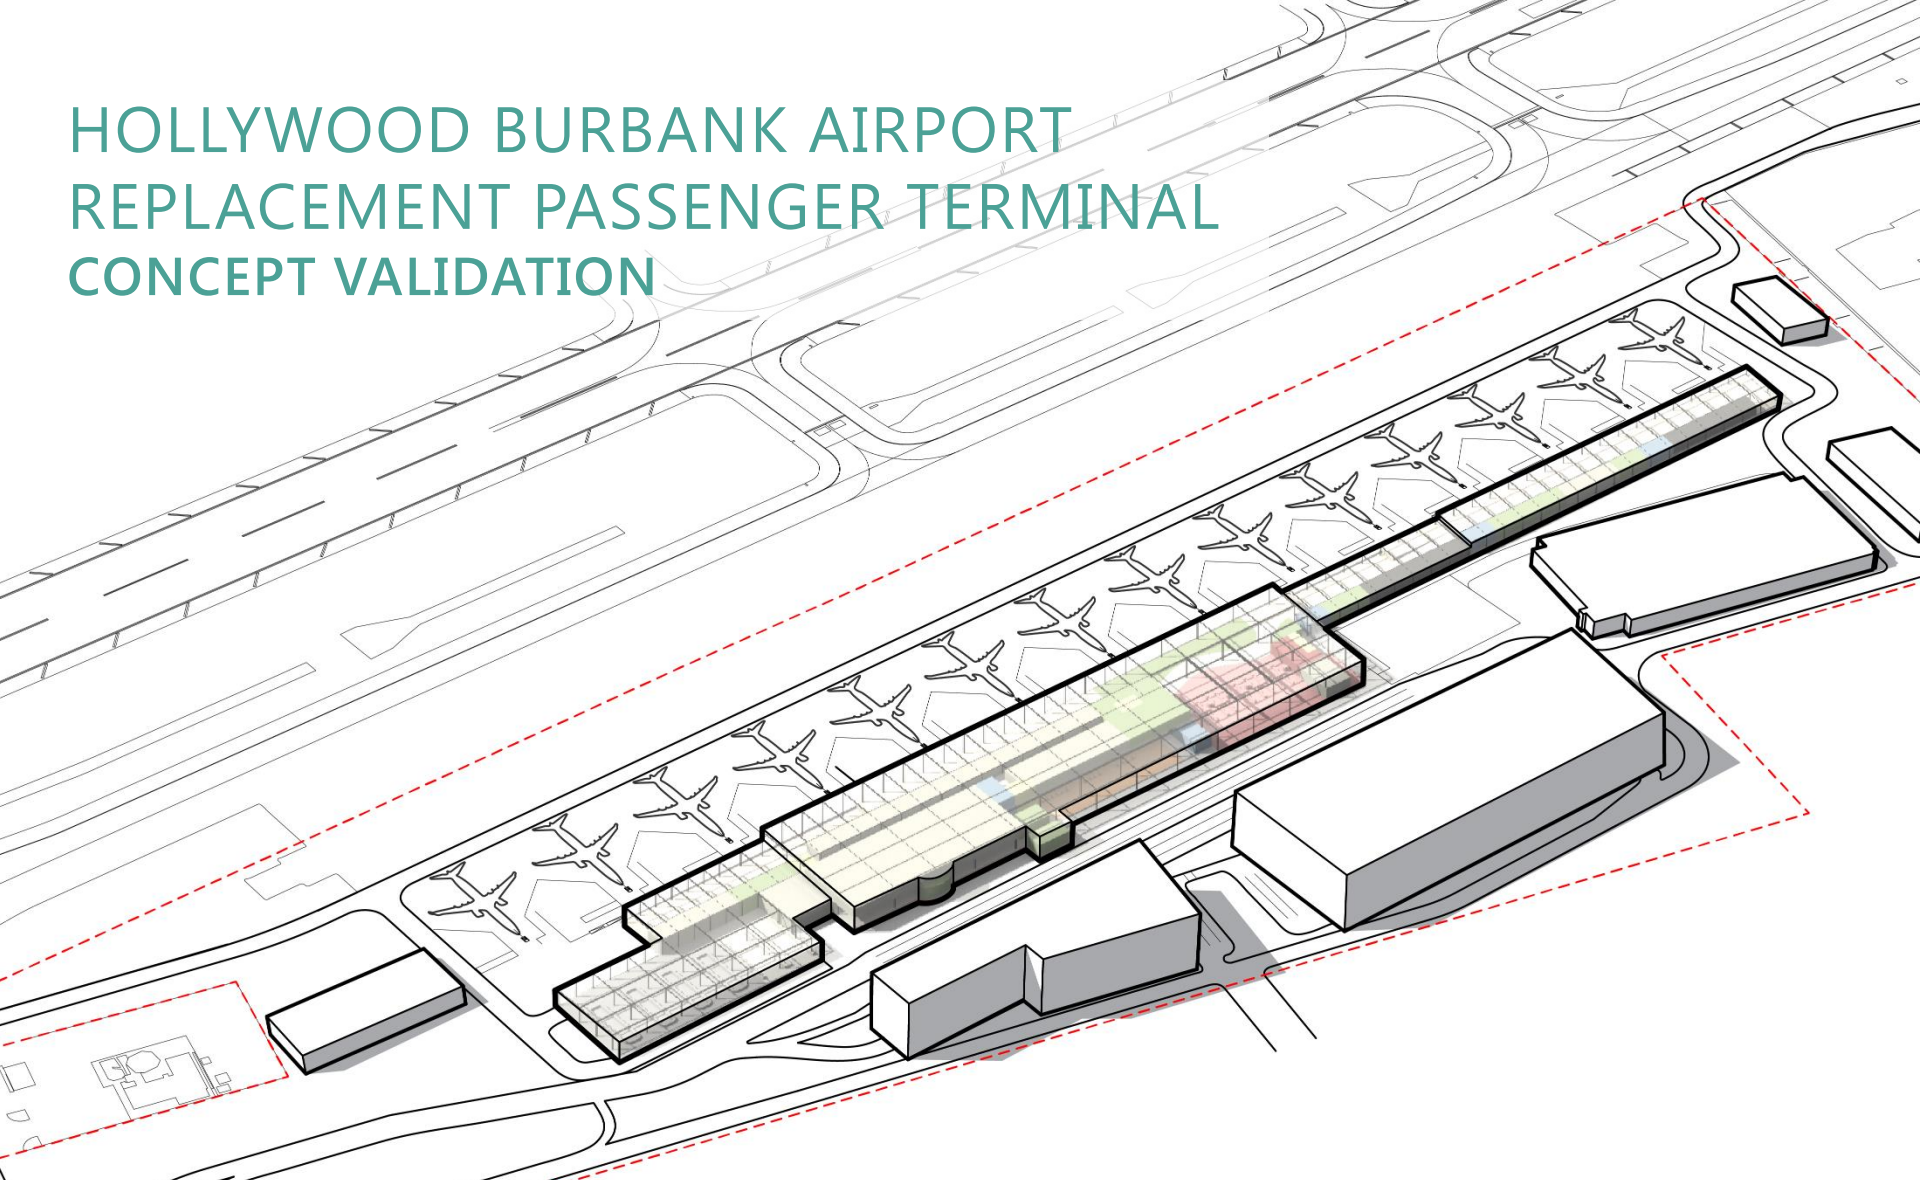 HOLLYWOOD BURBANK AIRPORT
REPLACEMENT PASSENGER TERMINAL
CONCEPT VALIDATION